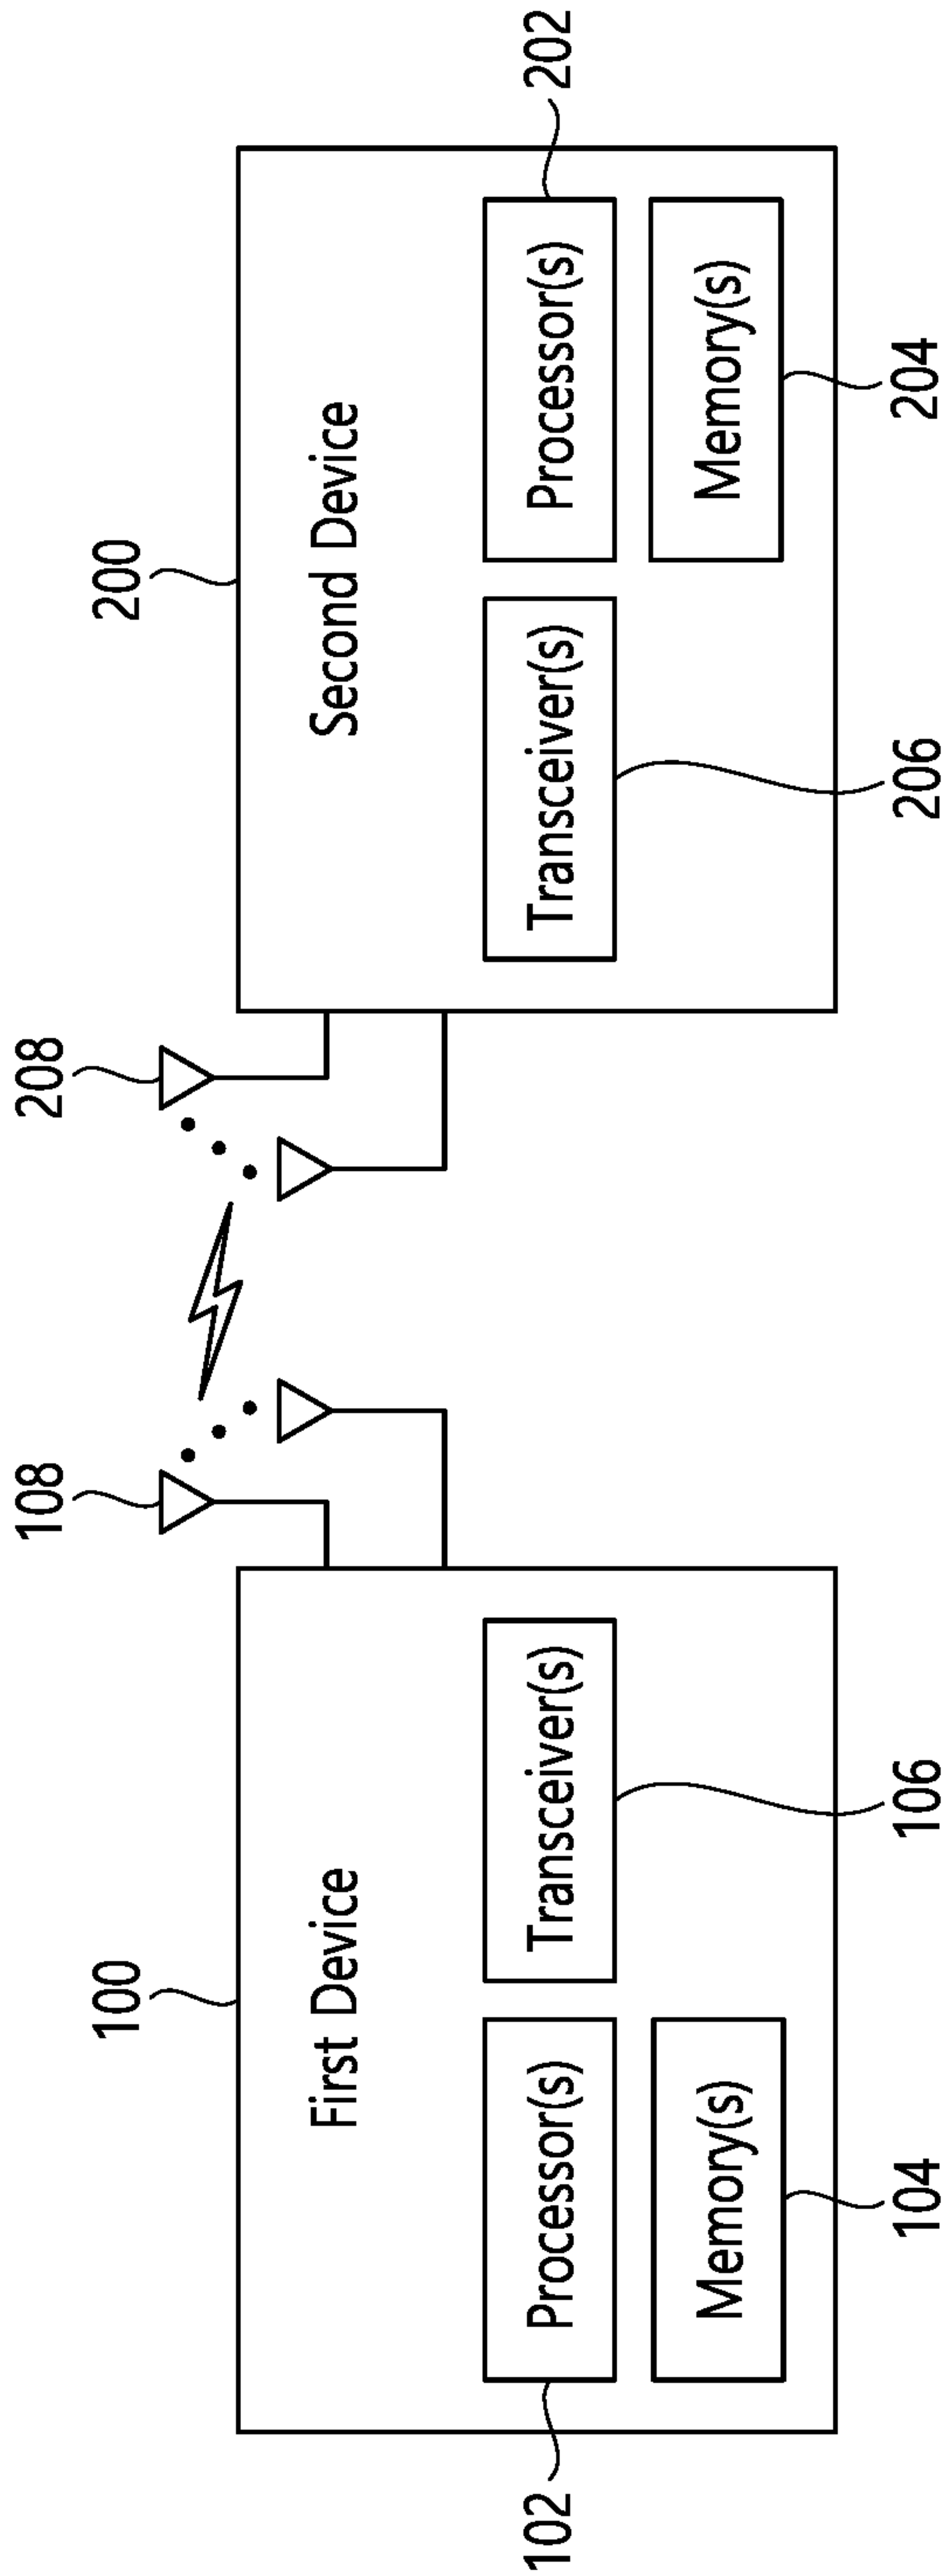 100
200
108
208
First Device
Second Device
Processor(s)
Transceiver(s)
Transceiver(s)
Processor(s)
Memory(s)
Memory(s)
102
104
106
206
204
202